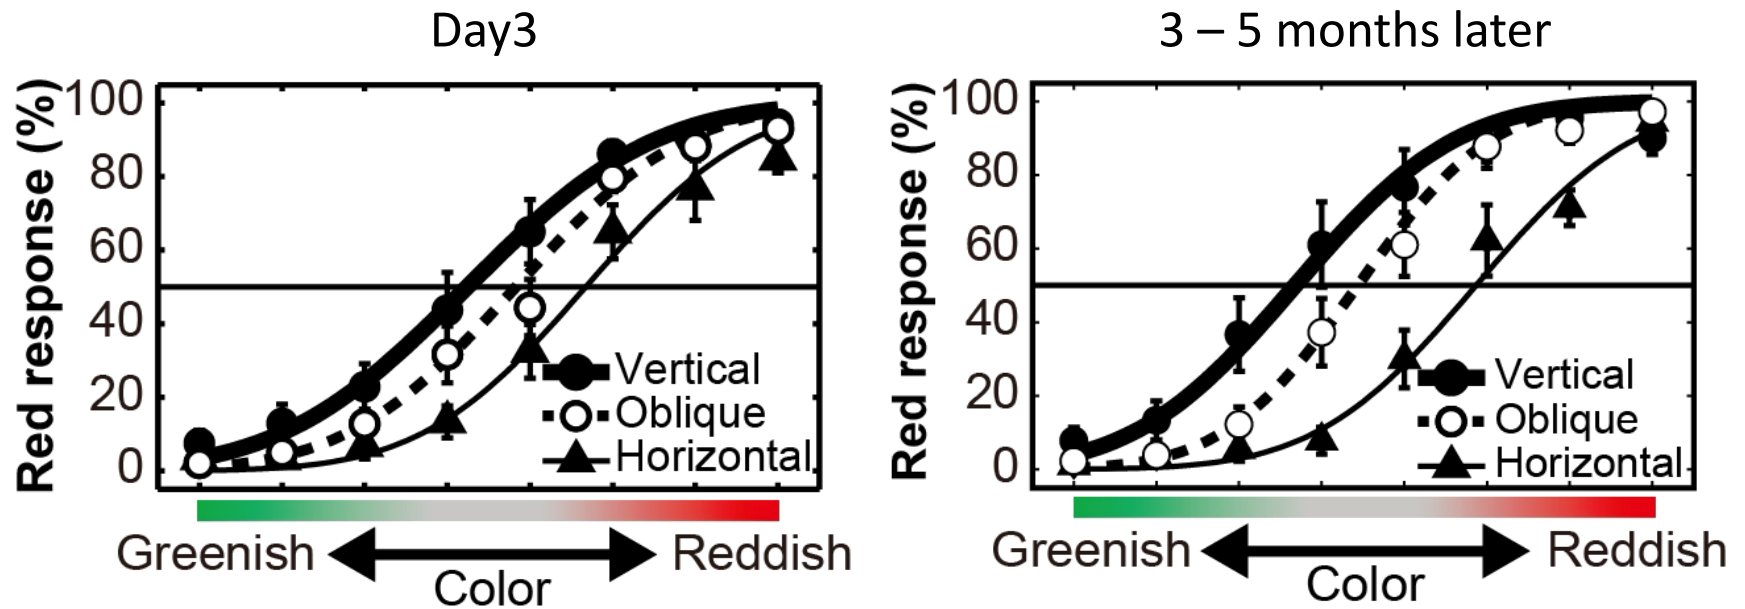 Day3
Red response (%)
100
80
60
40
20
0
Vertical
Oblique
Horizontal
Greenish
Reddish
Color
3 – 5 months later
Red response (%)
100
80
60
40
20
0
Vertical
Oblique
Horizontal
Greenish
Reddish
Color